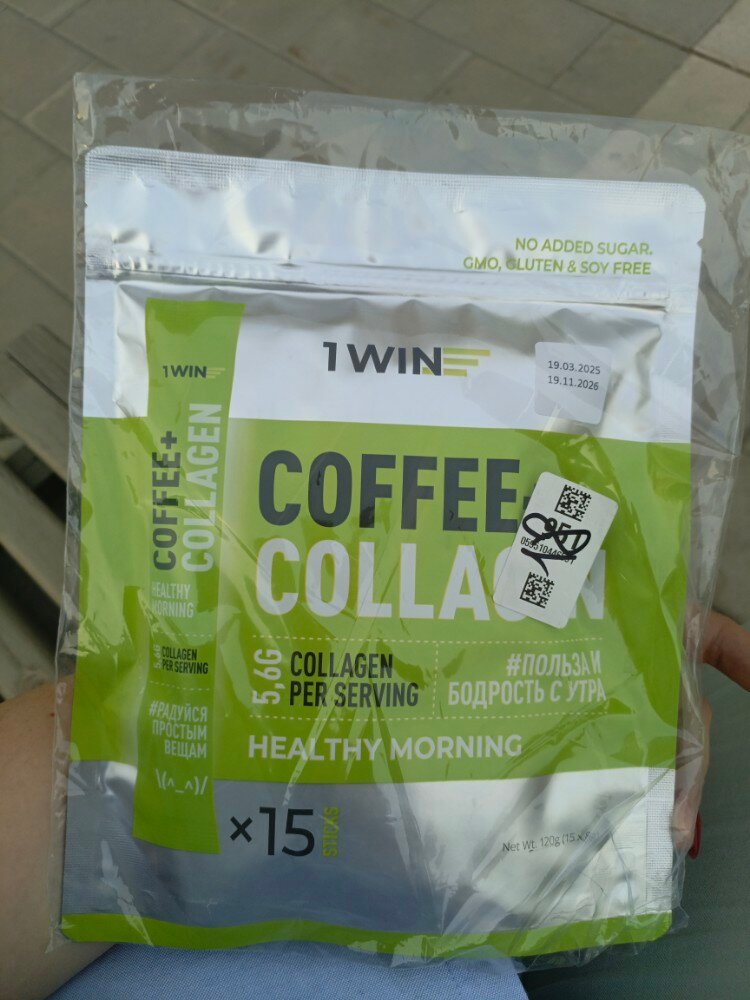 NO ADDED SUGAR.
GMO, GLUTEN & SOY FREE
1WIN
19.03.2025
19.11.2026
COFFEE+
COLLAGEN
5,6G
COLLAGEN
PER SERVING
#ПОЛЬЗА И
БОДРОСТЬ С УТРА
HEALTHY MORNING
×15
STICKS
Net Wt. 120g (15 x
1WIN
COFFEE+
COLLAGEN
HEALTHY
MORNING
COLLAGEN
PER SERVING
#РАДУЙСЯ
ПРОСТЫМ
ВЕЩАМ
\(^_^)/